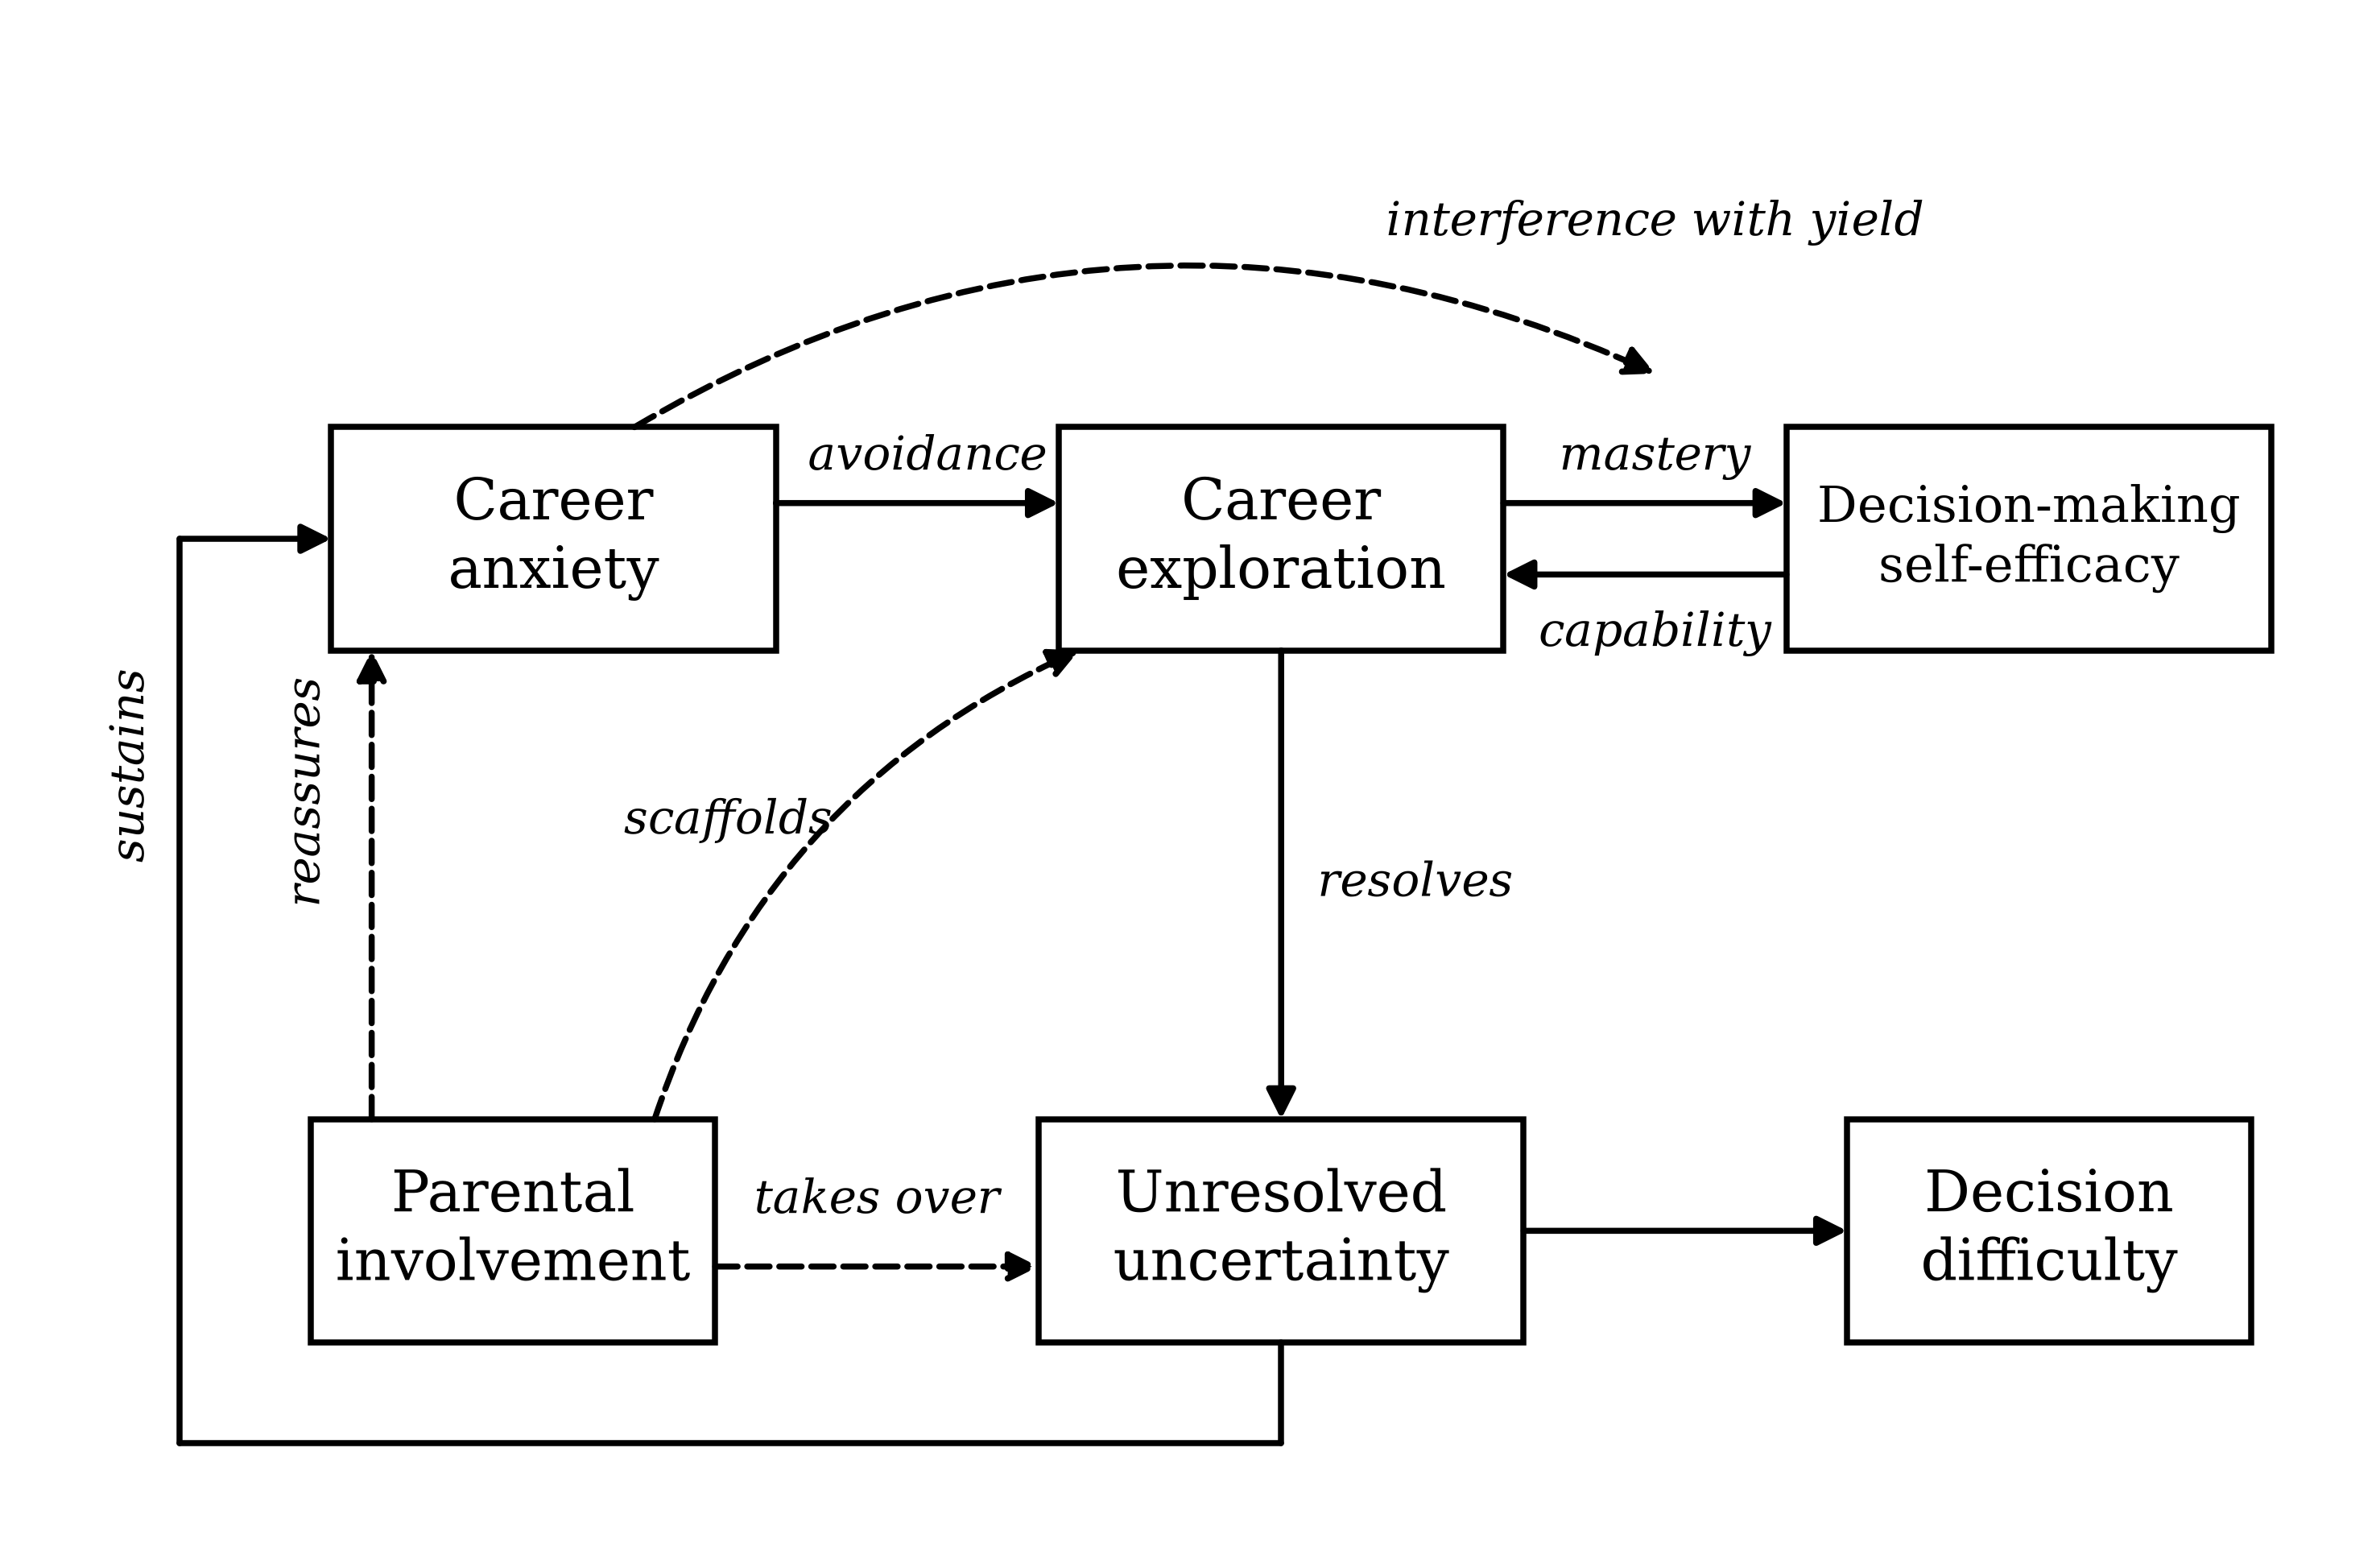 interference with yield
Career
anxiety
avoidance
Career
exploration
mastery
capability
Decision-making
self-efficacy
sustains
reassures
scaffolds
resolves
Parental
involvement
takes over
Unresolved
uncertainty
Decision
difficulty